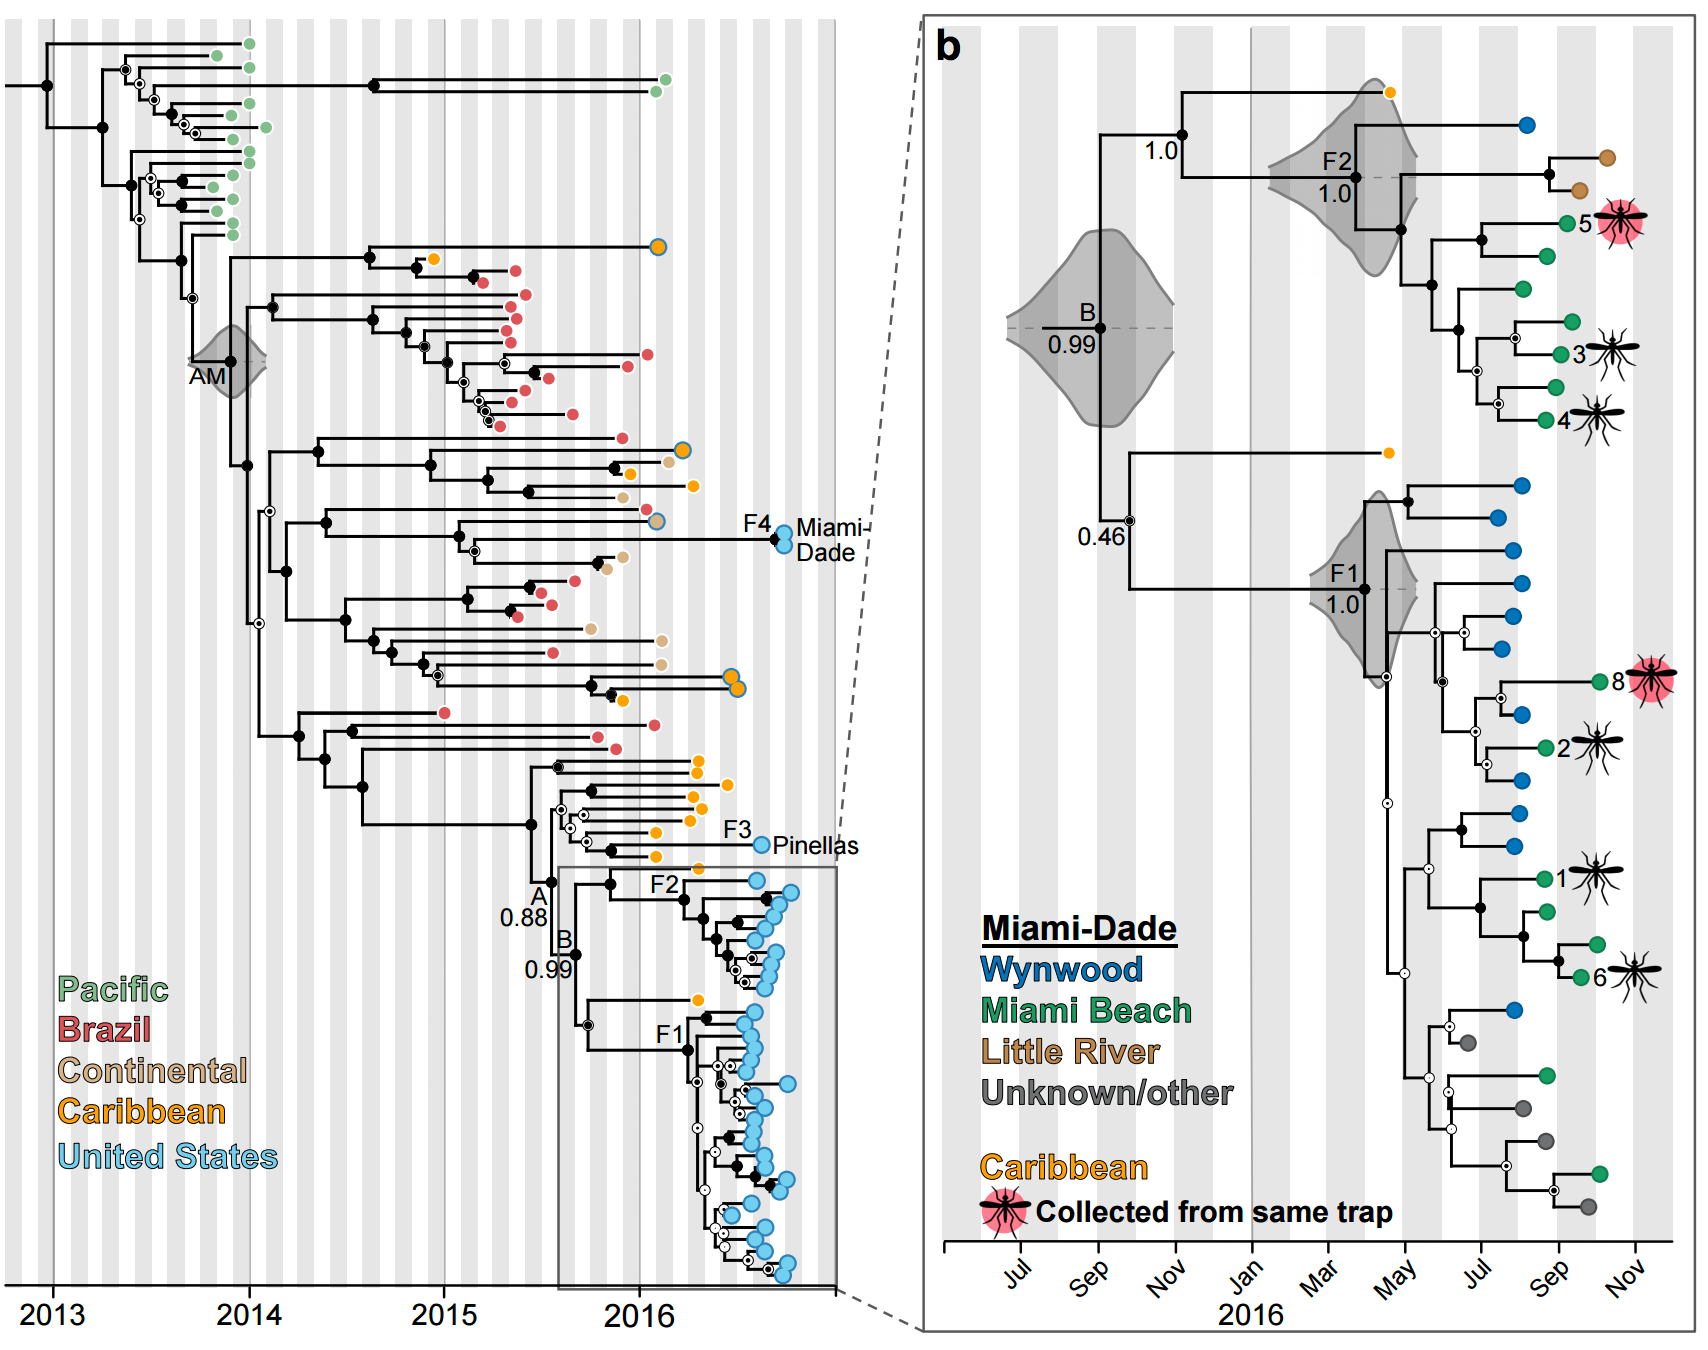 AM
F4
Miami-
Dade
F3
Pinellas
A
0.88
F2
B
0.99
F1
Pacific
Brazil
Continental
Caribbean
United States
2013
2014
2015
2016
b
1.0
F2
1.0
5
B
0.99
3
4
0.46
F1
1.0
8
2
1
6
Miami-Dade
Wynwood
Miami Beach
Little River
Unknown/other
Caribbean
Collected from same trap
Jul
Sep
Nov
Jan
Mar
May
Jul
Sep
Nov
2016